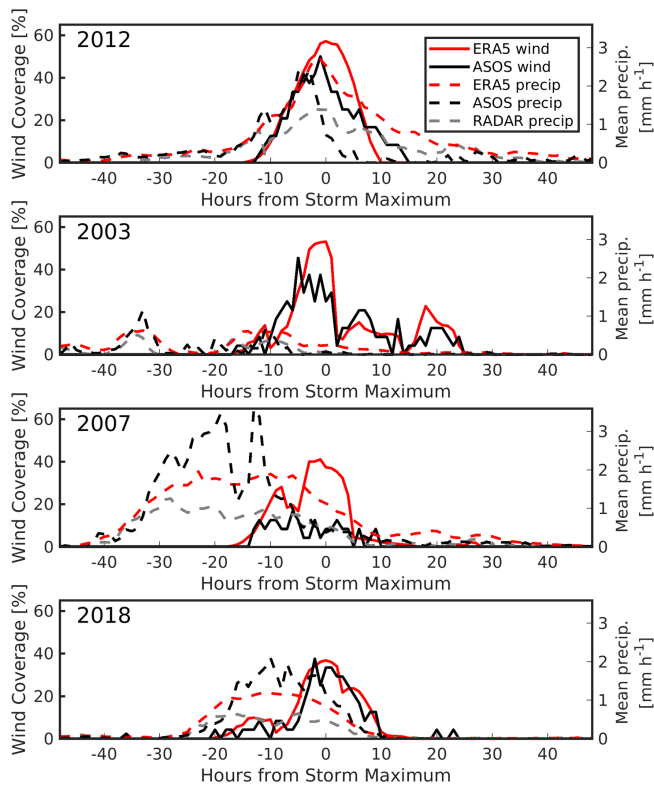 2012
Wind Coverage [%]
60
40
20
0
ERA5 wind
ASOS wind
ERA5 precip
ASOS precip
RADAR precip
3
2
1
0
Mean precip.
[mm h-1]
-40 -30 -20 -10 0 10 20 30 40
Hours from Storm Maximum
2003
Wind Coverage [%]
60
40
20
0
3
2
1
0
Mean precip.
[mm h-1]
-40 -30 -20 -10 0 10 20 30 40
Hours from Storm Maximum
2007
Wind Coverage [%]
60
40
20
0
3
2
1
0
Mean precip.
[mm h-1]
-40 -30 -20 -10 0 10 20 30 40
Hours from Storm Maximum
2018
Wind Coverage [%]
60
40
20
0
3
2
1
0
Mean precip.
[mm h-1]
-40 -30 -20 -10 0 10 20 30 40
Hours from Storm Maximum